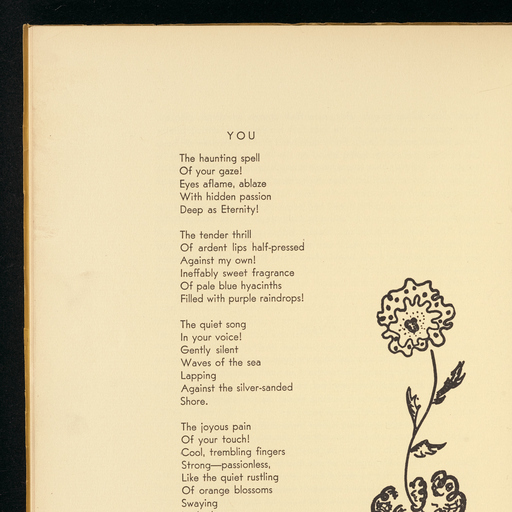 YOU
The haunting spell
Of your gaze!
Eyes aflame, ablaze
With hidden passion
Deep as Eternity!
The tender thrill
Of ardent lips half-pressed
Against my own!
Ineffably sweet fragrance
Of pale blue hyacinths
Filled with purple raindrops!
The quiet song
In your voice!
Gently silent
Waves of the sea
Lapping
Against the silver-sanded
Shore.
The joyous pain
Of your touch!
Cool, trembling fingers
Strong—passionless,
Like the quiet rustling
Of orange blossoms
Swaying